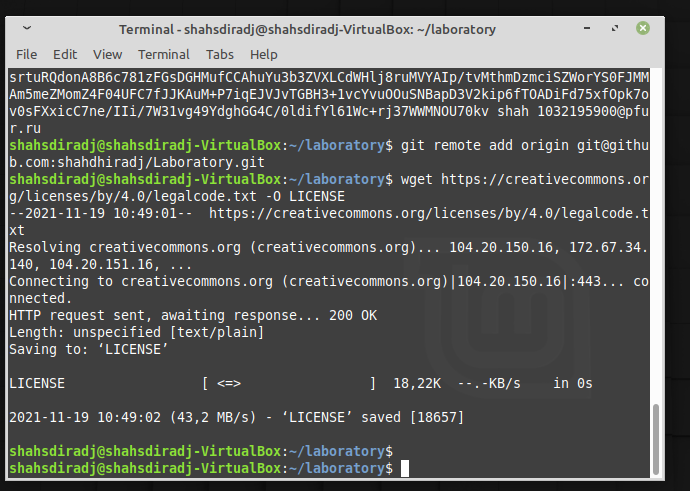 Terminal - shahsdiradj@shahsdiradj-VirtualBox: ~/laboratory
File Edit View Terminal Tabs Help
srtuRQdonA8B6c781zFGsDGHMufCCAhuYu3b3ZVXLCdWHlj8ruMVYAIp/tvMthmDzmciSZWorYS0FJMM
Am5meZMomZ4F04UFC7fJJKAuM+P7iqEJVJvTGBH3+1vcYvuOOuSNBapD3V2kip6fTOADiFd75xfOpk7o
v0sFXxicC7ne/IIi/7W31vg49YdghGG4C/0ldifYl61Wc+rj37WWMNOU70kv shah 1032195900@pfu
r.ru
shahsdiradj@shahsdiradj-VirtualBox:~/laboratory$ git remote add origin git@githu
b.com:shahdhiradj/Laboratory.git
shahsdiradj@shahsdiradj-VirtualBox:~/laboratory$ wget https://creativecommons.or
g/licenses/by/4.0/legalcode.txt -O LICENSE
--2021-11-19 10:49:01--  https://creativecommons.org/licenses/by/4.0/legalcode.t
xt
Resolving creativecommons.org (creativecommons.org)... 104.20.150.16, 172.67.34.
140, 104.20.151.16, ...
Connecting to creativecommons.org (creativecommons.org)|104.20.150.16|:443... co
nnected.
HTTP request sent, awaiting response... 200 OK
Length: unspecified [text/plain]
Saving to: ‘LICENSE’
LICENSE                 [ <=>                ]  18,22K  --.-KB/s    in 0s
2021-11-19 10:49:02 (43,2 MB/s) - ‘LICENSE’ saved [18657]
shahsdiradj@shahsdiradj-VirtualBox:~/laboratory$
shahsdiradj@shahsdiradj-VirtualBox:~/laboratory$